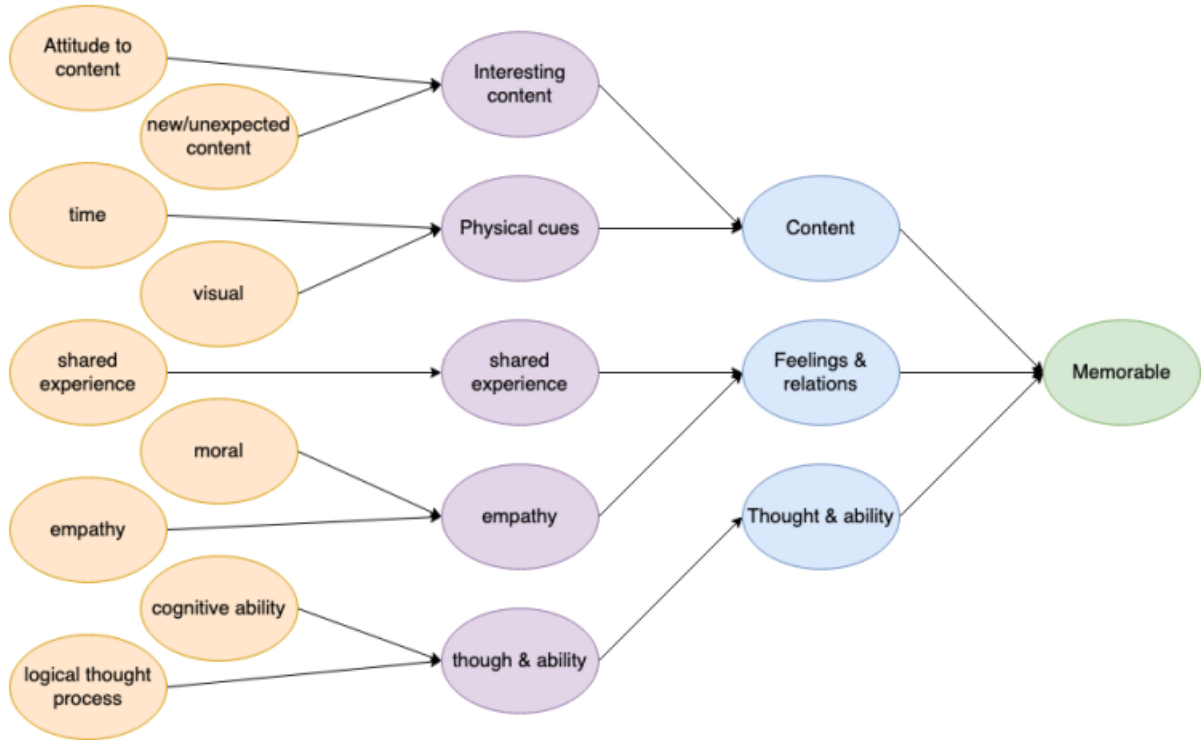 Attitude to
content
new/unexpected
content
time
visual
shared
experience
moral
empathy
cognitive ability
logical thought
process
Interesting
content
Physical cues
shared
experience
empathy
though & ability
Content
Feelings &
relations
Thought & ability
Memorable